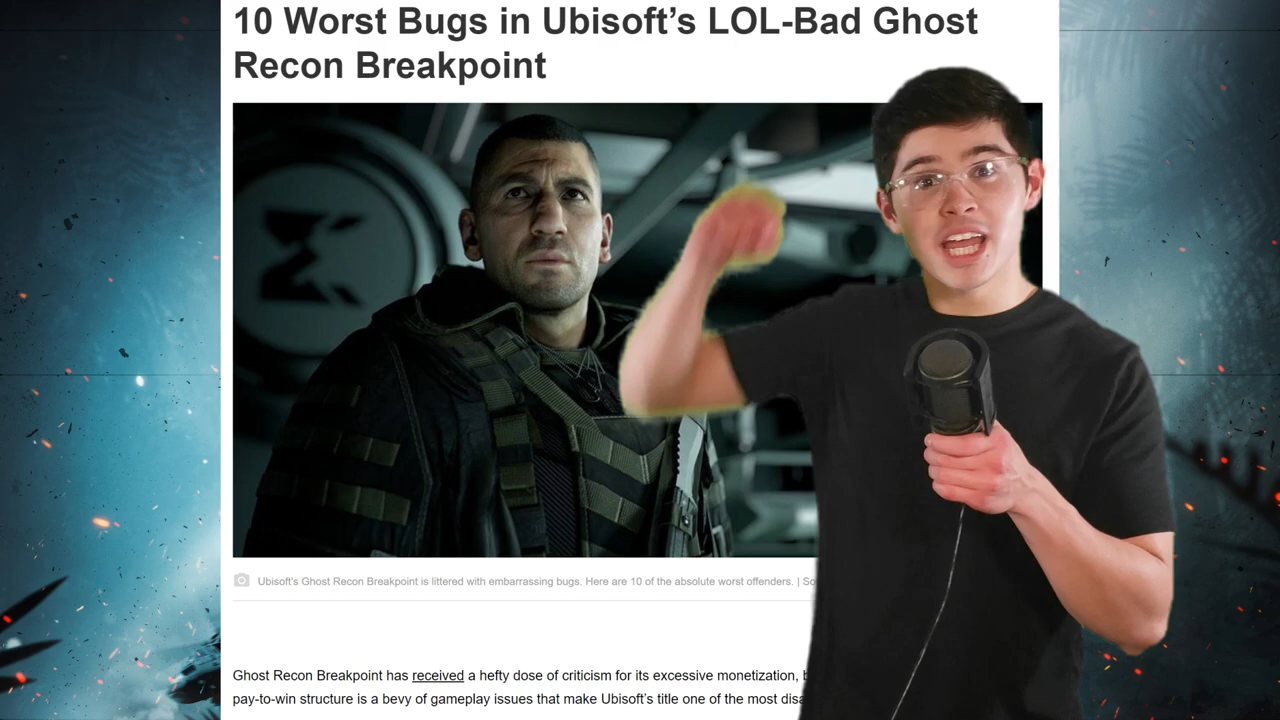 10 Worst Bugs in Ubisoft's LOL-Bad Ghost
Recon Breakpoint
Ubisoft's Ghost Recon Breakpoint is littered with embarrassing bugs. Here are 10 of the absolute worst offenders. |
Ghost Recon Breakpoint has received a hefty dose of criticism for its excessive monetization,
pay-to-win structure is a bevy of gameplay issues that make Ubisoft's title one of the most